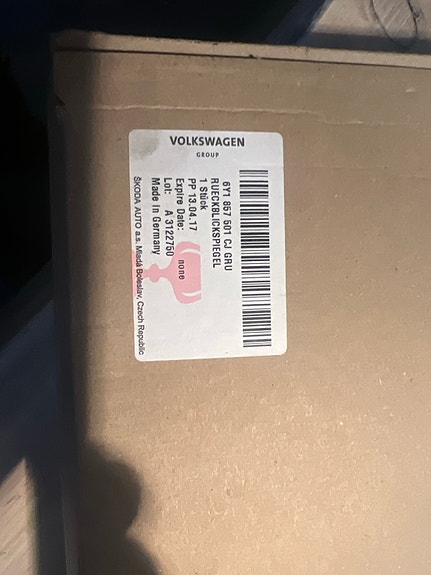 VOLKSWAGEN
GROUP
6Y1 857 501 CJ GRU
RUECKBLICKSPIEGEL
1 Stück
PP 13.04.17
Expire Date: none
Lot: A 3122750
Made in Germany
ŠKODA AUTO a.s. Mladá Boleslav, Czech Republic